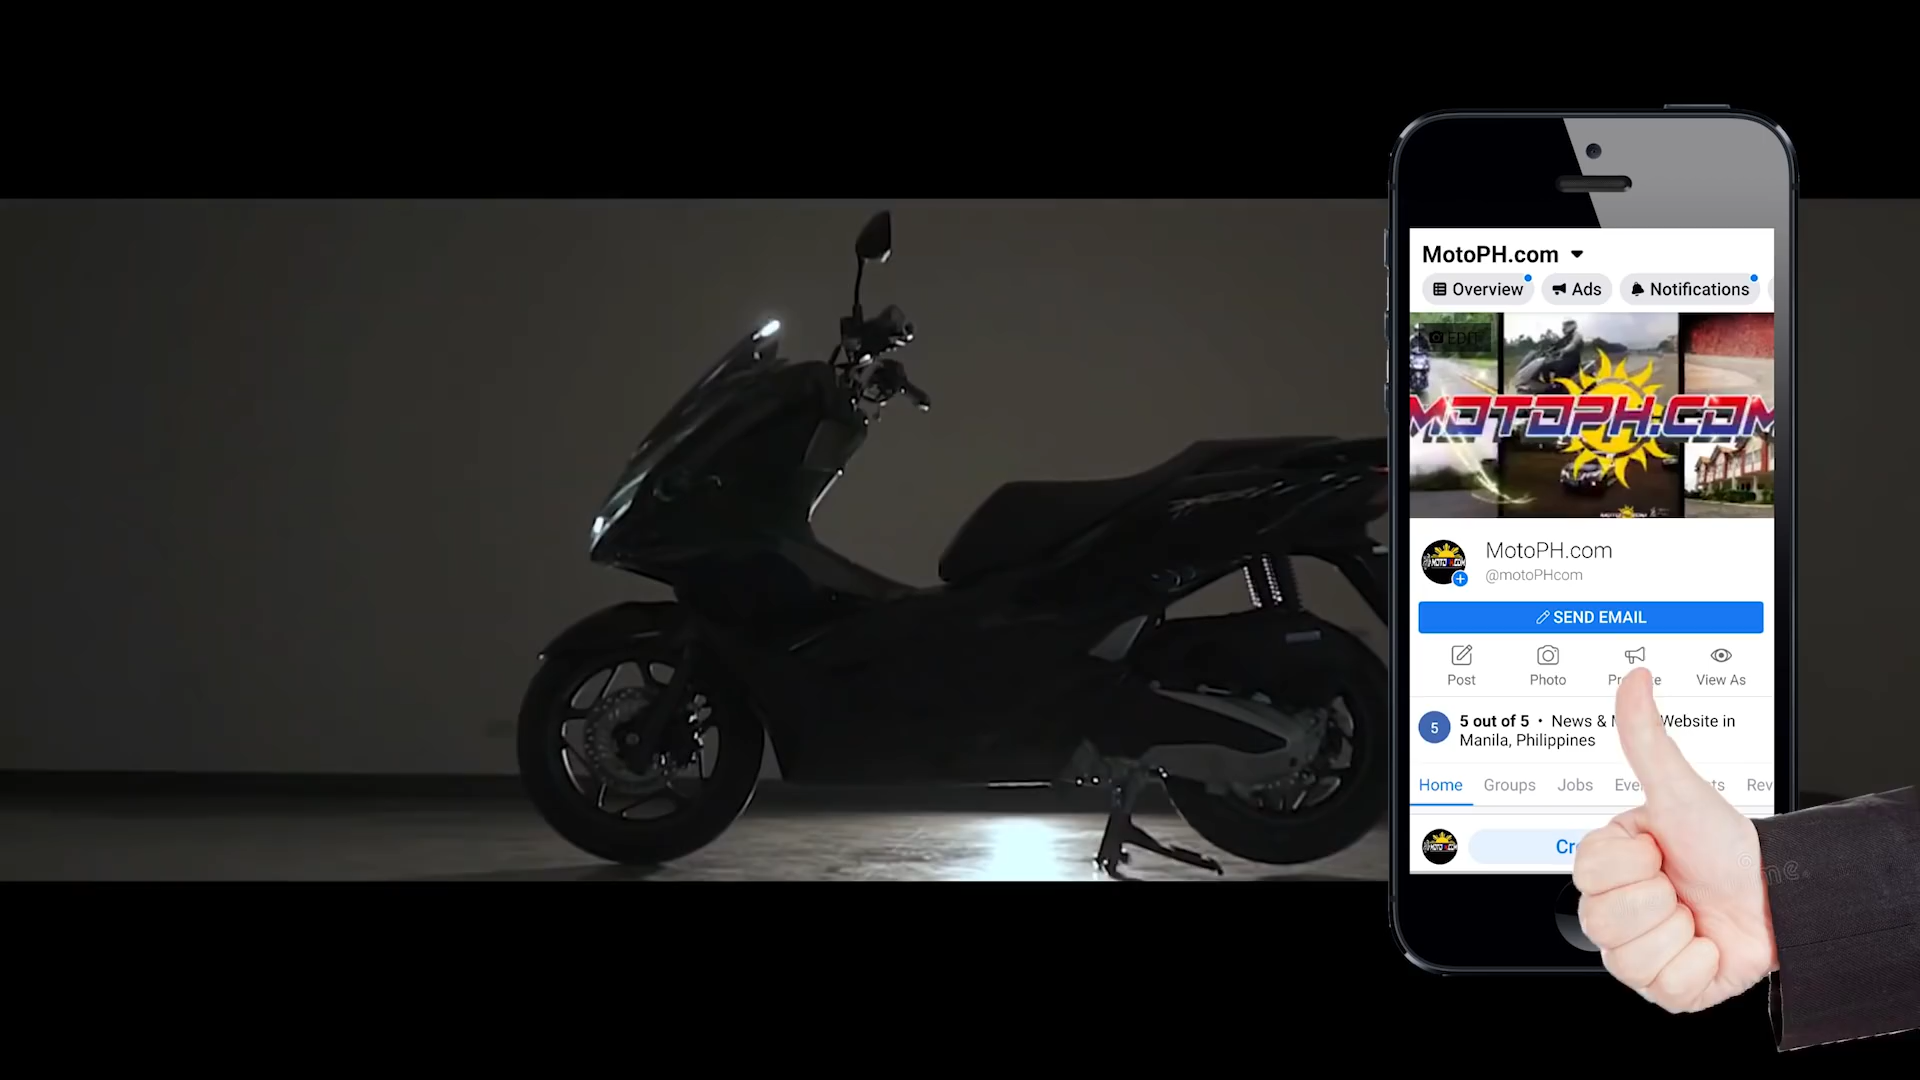 MotoPH.com
Overview
Ads
Notifications
EDIT
MOTOPH.COM
MotoPH.com
@motoPHcom
SEND EMAIL
Post
Photo
View As
5
5 out of 5 · News & Website in
Manila, Philippines
Home
Groups
Jobs
Rev